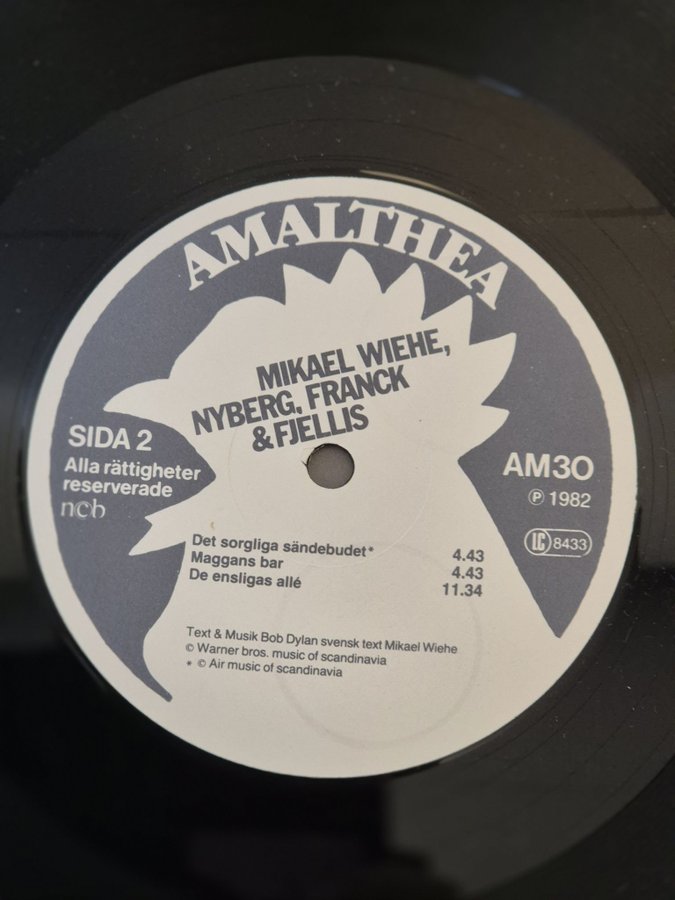 AMALTHEA
MIKAEL WIEHE,
NYBERG, FRANCK
& FJELLIS
SIDA 2
Alla rättigheter
reserverade
ncb
AM30
Ⓟ 1982
LC 8433
Det sorgliga sändebudet* 4.43
Maggans bar 4.43
De ensligas allé 11.34
Text & Musik Bob Dylan svensk text Mikael Wiehe
© Warner bros. music of scandinavia
* © Air music of scandinavia